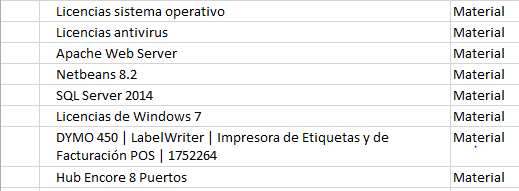 Licencias sistema operativo Material
Licencias antivirus Material
Apache Web Server Material
Netbeans 8.2 Material
SQL Server 2014 Material
Licencias de Windows 7 Material
DYMO 450 | LabelWriter | Impresora de Etiquetas y de Material
Facturación POS | 1752264
Hub Encore 8 Puertos Material